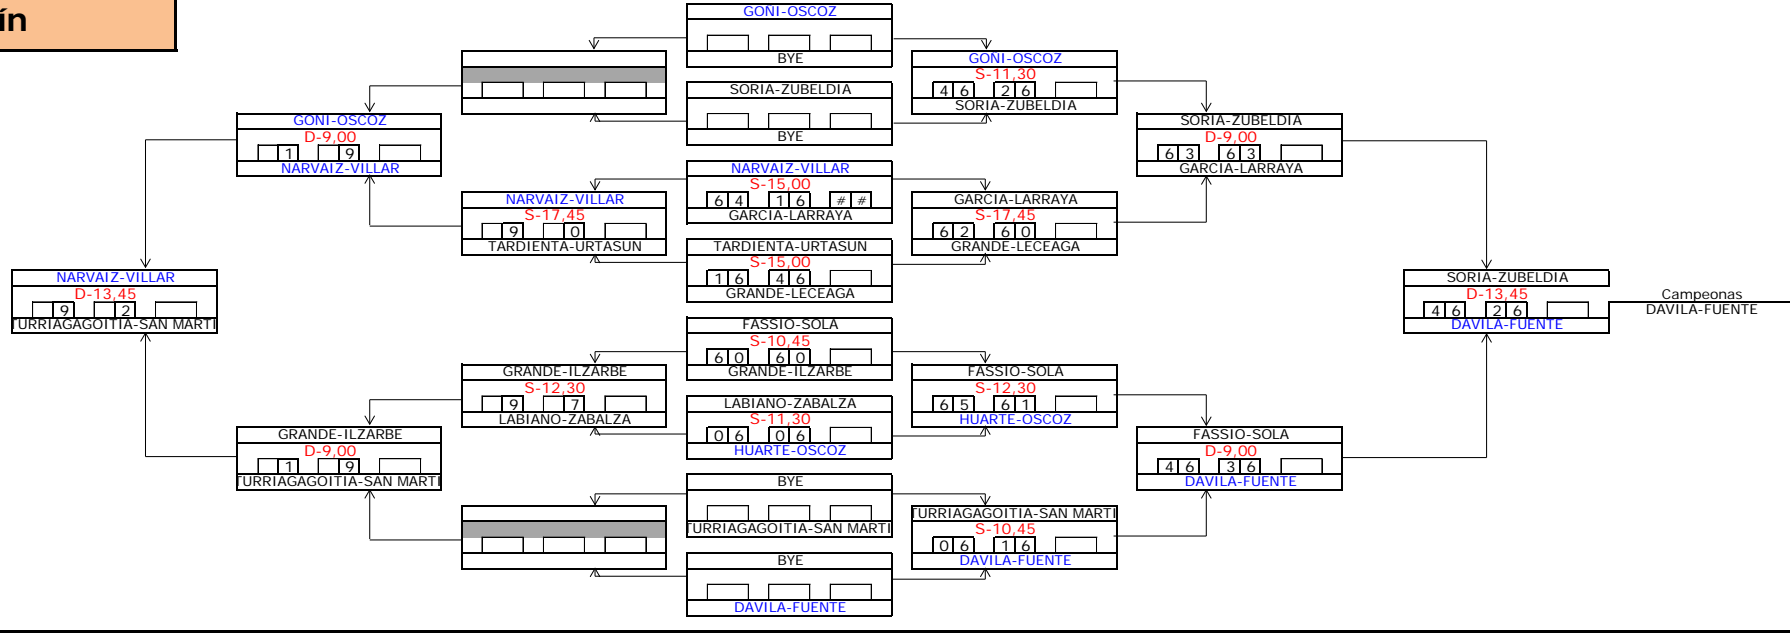 ín
GOÑI-OSCOZ
BYE
SORIA-ZUBELDIA
BYE
NARVAIZ-VILLAR
S-15,00
6 4 1 6 # #
GARCIA-LARRAYA
TARDIENTA-URTASUN
S-15,00
1 6 4 6
GRANDE-LECEAGA
FASSIO-SOLA
S-10,45
6 0 6 0
GRANDE-ILZARBE
LABIANO-ZABALZA
S-11,30
0 6 0 6
HUARTE-OSCOZ
BYE
TURRIAGAGOITIA-SAN MARTI
BYE
DAVILA-FUENTE
NARVAIZ-VILLAR
S-17,45
9 0
TARDIENTA-URTASUN
GRANDE-ILZARBE
S-12,30
9 7
LABIANO-ZABALZA
GOÑI-OSCOZ
D-9,00
1 9
NARVAIZ-VILLAR
GRANDE-ILZARBE
D-9,00
1 9
TURRIAGAGOITIA-SAN MARTI
NARVAIZ-VILLAR
D-13,45
9 2
TURRIAGAGOITIA-SAN MARTI
GOÑI-OSCOZ
S-11,30
4 6 2 6
SORIA-ZUBELDIA
GARCIA-LARRAYA
S-17,45
6 2 6 0
GRANDE-LECEAGA
FASSIO-SOLA
S-12,30
6 5 6 1
HUARTE-OSCOZ
TURRIAGAGOITIA-SAN MARTI
S-10,45
0 6 1 6
DAVILA-FUENTE
SORIA-ZUBELDIA
D-9,00
6 3 6 3
GARCIA-LARRAYA
FASSIO-SOLA
D-9,00
4 6 3 6
DAVILA-FUENTE
SORIA-ZUBELDIA
D-13,45
4 6 2 6
DAVILA-FUENTE
Campeonas
DAVILA-FUENTE